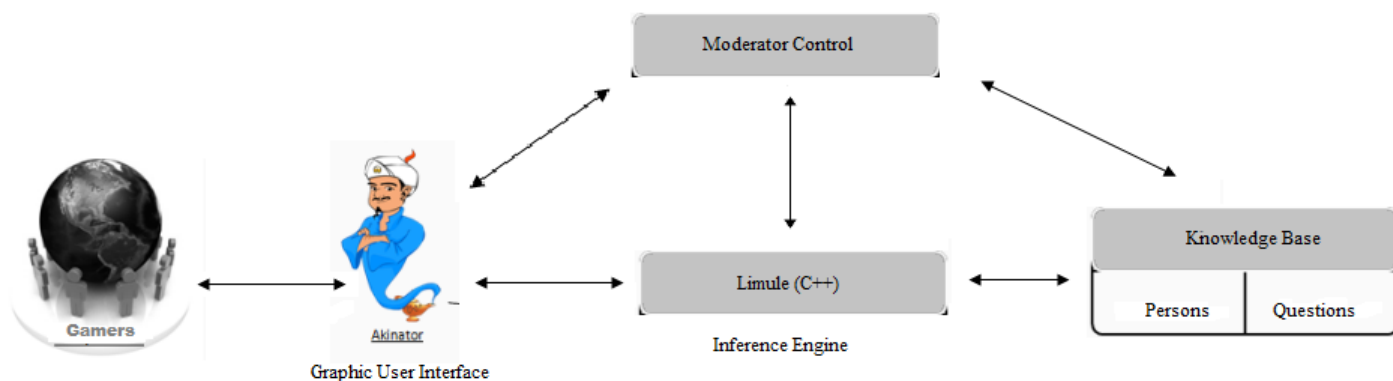 Moderator Control
Knowledge Base
Limule (C++)
Persons
Questions
Gamers
Akinator
Inference Engine
Graphic User Interface